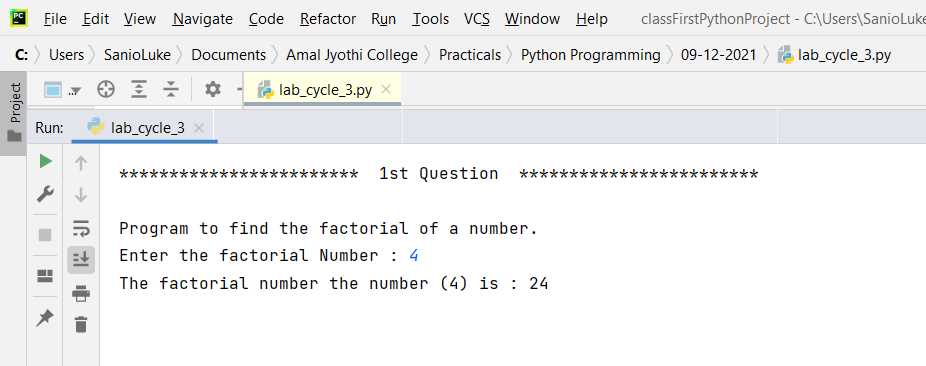 PC File Edit View Navigate Code Refactor Run Tools VCS Window Help classFirstPythonProject - C:\Users\SanioLuke
C: Users SanioLuke Documents Amal Jyothi College Practicals Python Programming 09-12-2021 lab_cycle_3.py
Project
.. lab_cycle_3.py
Run: lab_cycle_3
************************ 1st Question ************************
Program to find the factorial of a number.
Enter the factorial Number : 4
The factorial number the number (4) is : 24